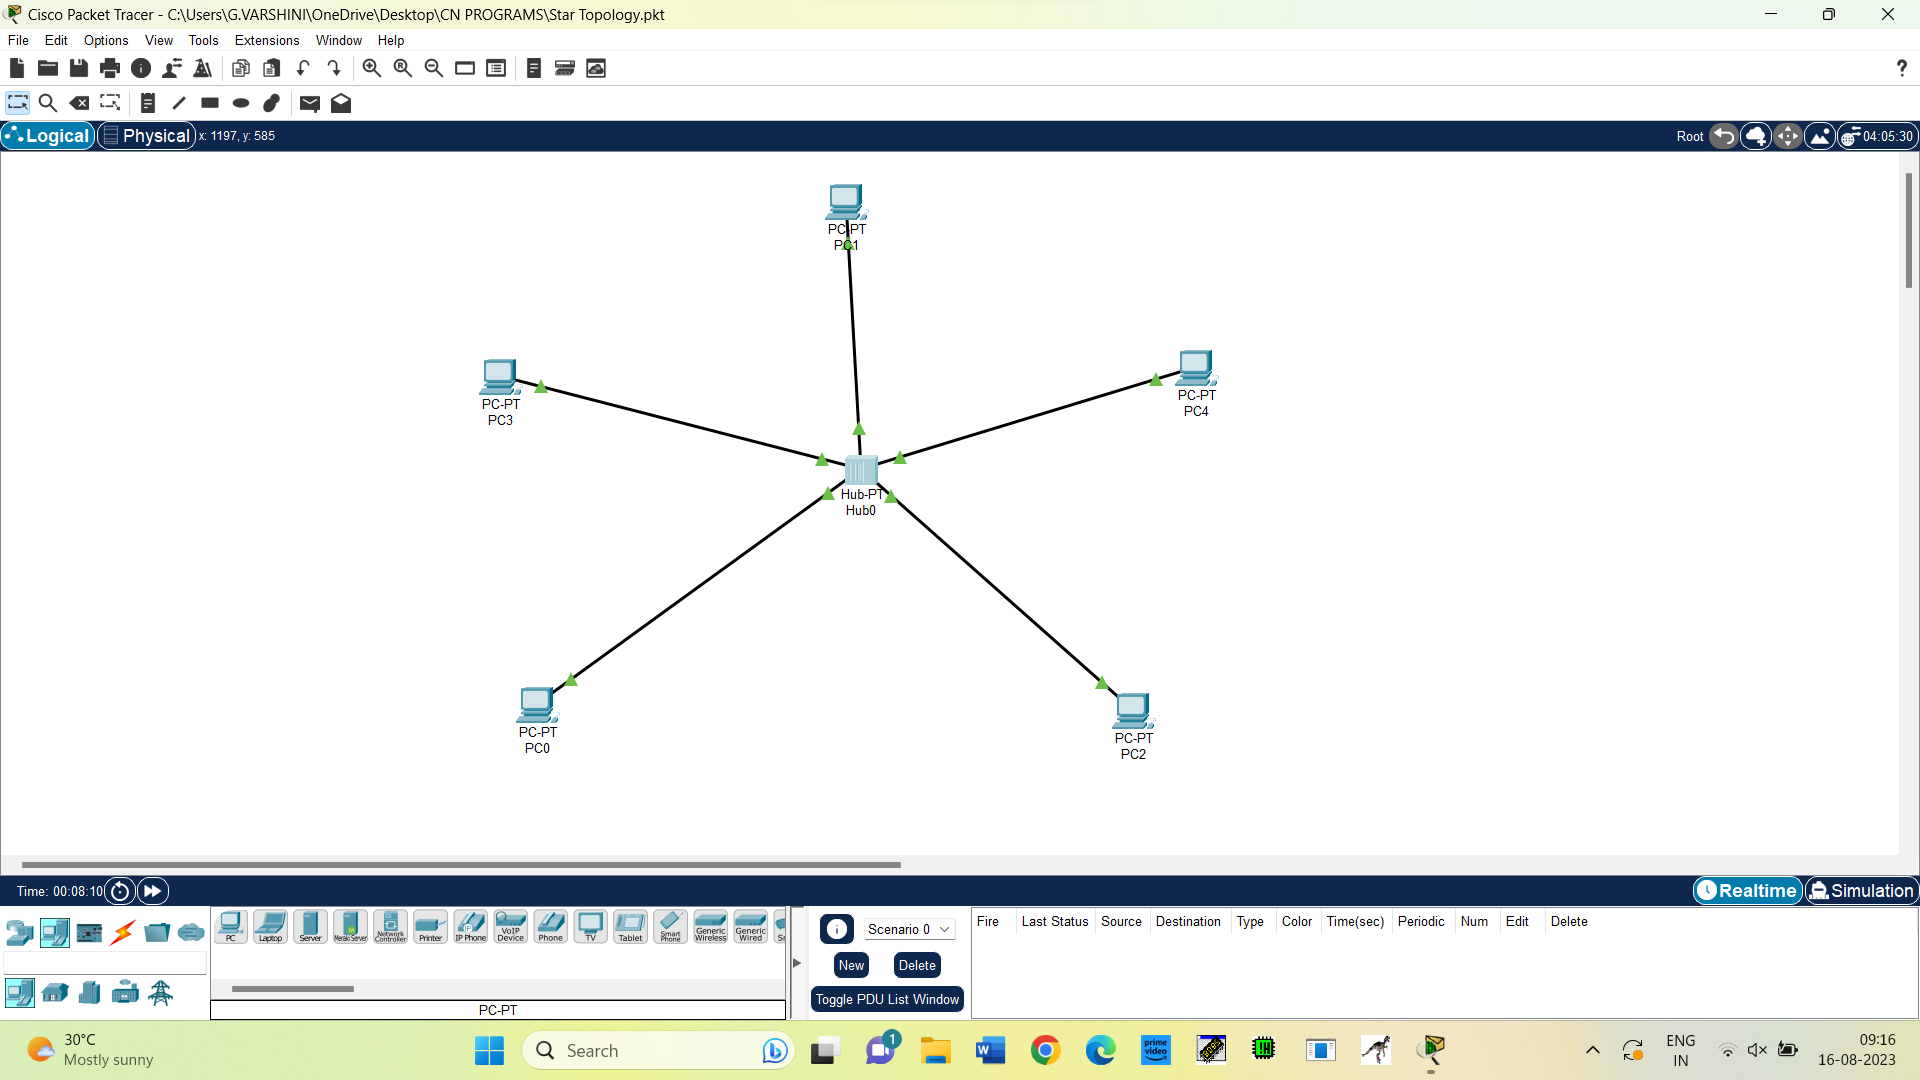 Cisco Packet Tracer - C:\Users\G.VARSHINI\OneDrive\Desktop\CN PROGRAMS\Star Topology.pkt
File Edit Options View Tools Extensions Window Help
Logical Physical x: 1197, y: 585 Root 04:05:30
PC-PT
PC1
PC-PT
PC3
PC-PT
PC4
Hub-PT
Hub0
PC-PT
PC0
PC-PT
PC2
Time: 00:08:10 Realtime Simulation
PC Laptop Server Meraki Server Network Controller Printer IP Phone VoIP Device Phone TV Tablet Smart Phone Generic Wireless Generic Wired
PC-PT
Scenario 0
New Delete
Toggle PDU List Window
Fire Last Status Source Destination Type Color Time(sec) Periodic Num Edit Delete
30°C
Mostly sunny
Search
1
prime video
ENG
IN
09:16
16-08-2023